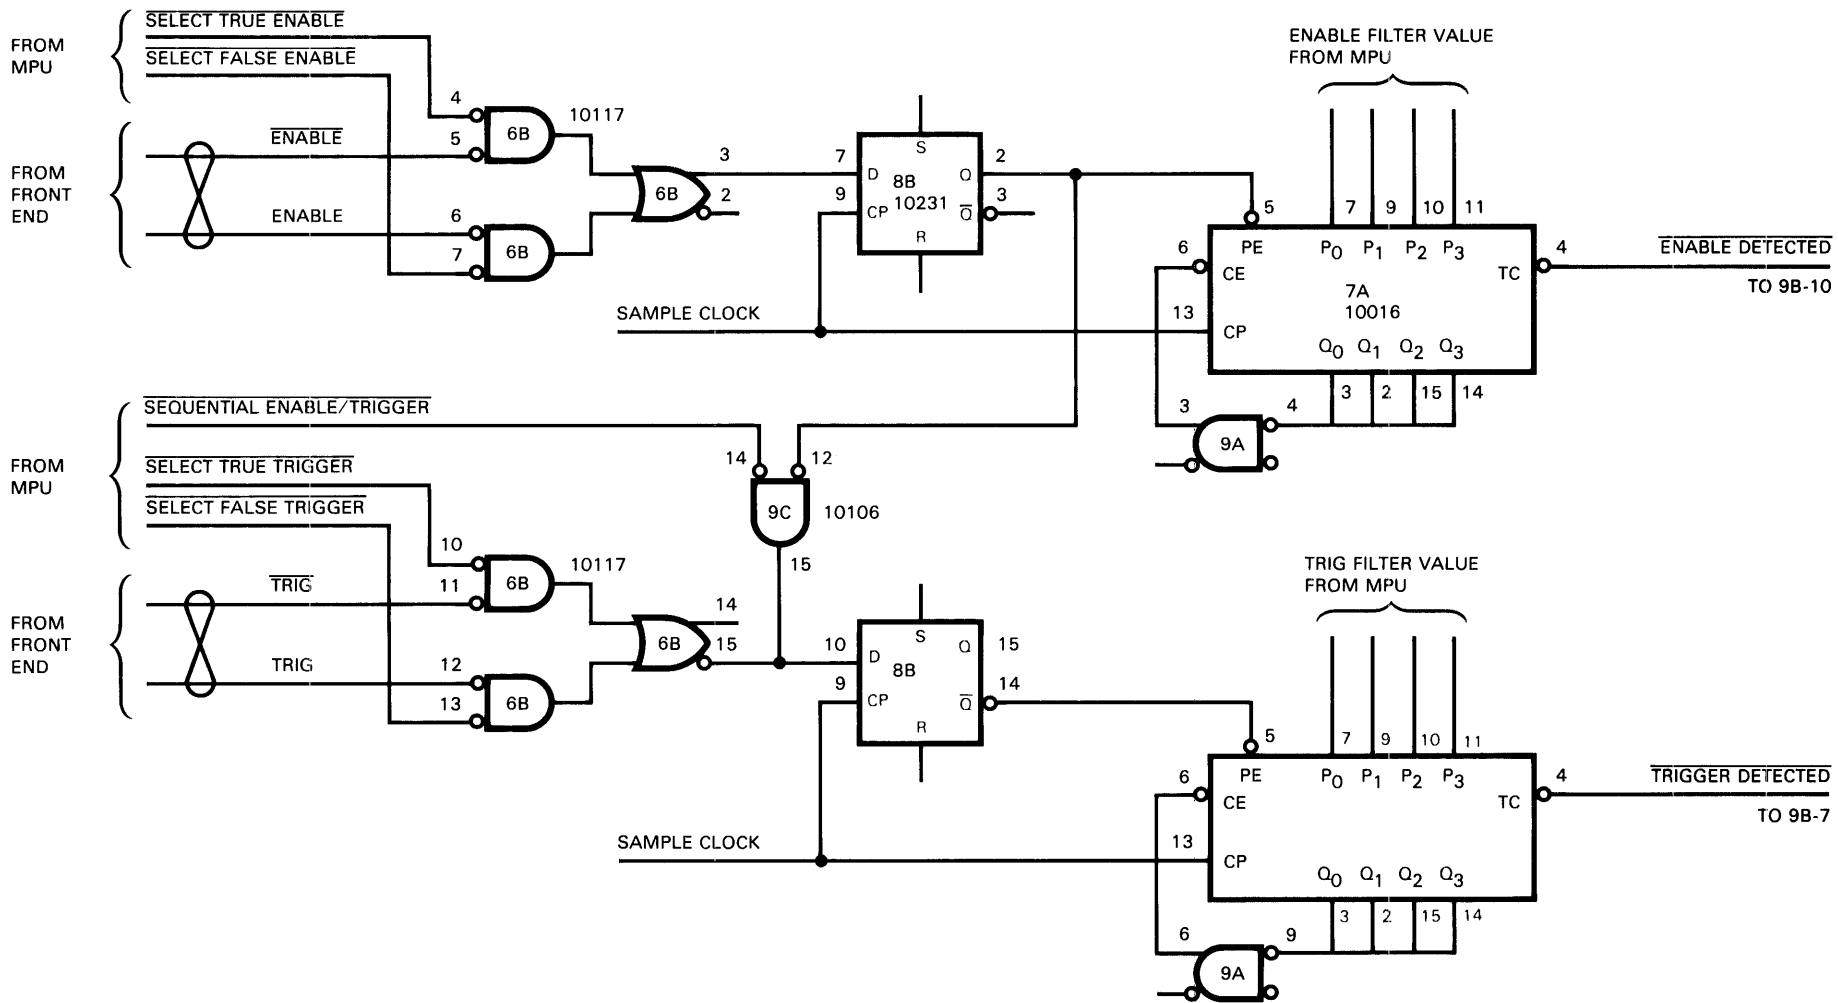 SELECT TRUE ENABLE
FROM
MPU
SELECT FALSE ENABLE
4
10117
6B
5
ENABLE
FROM
FRONT
END
ENABLE
6
7
6B
6B
3
2
7
9
S
D
8B
10231
CP
Q
Q
R
2
3
SAMPLE CLOCK
ENABLE FILTER VALUE
FROM MPU
5
7
9
10
11
6
PE
P0
P1
P2
P3
CE
TC
4
7A
10016
13
CP
Q0
Q1
Q2
Q3
3
2
15
14
ENABLE DETECTED
TO 9B-10
3
4
9A
SEQUENTIAL ENABLE/TRIGGER
FROM
MPU
SELECT TRUE TRIGGER
SELECT FALSE TRIGGER
14
12
9C
10106
15
10
10117
6B
11
TRIG
FROM
FRONT
END
TRIG
12
13
6B
6B
14
15
10
9
S
D
8B
CP
Q
Q
R
15
14
SAMPLE CLOCK
TRIG FILTER VALUE
FROM MPU
5
7
9
10
11
6
PE
P0
P1
P2
P3
CE
TC
4
13
CP
Q0
Q1
Q2
Q3
3
2
15
14
TRIGGER DETECTED
TO 9B-7
6
9
9A